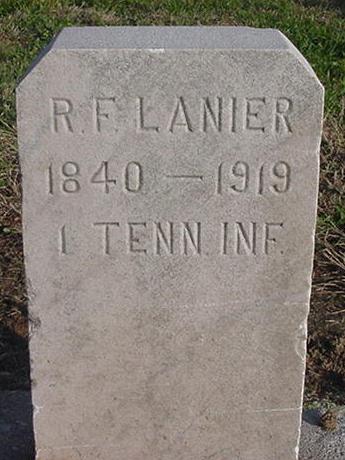 R. F. LANIER
1840 — 1919
1 TENN. INF.